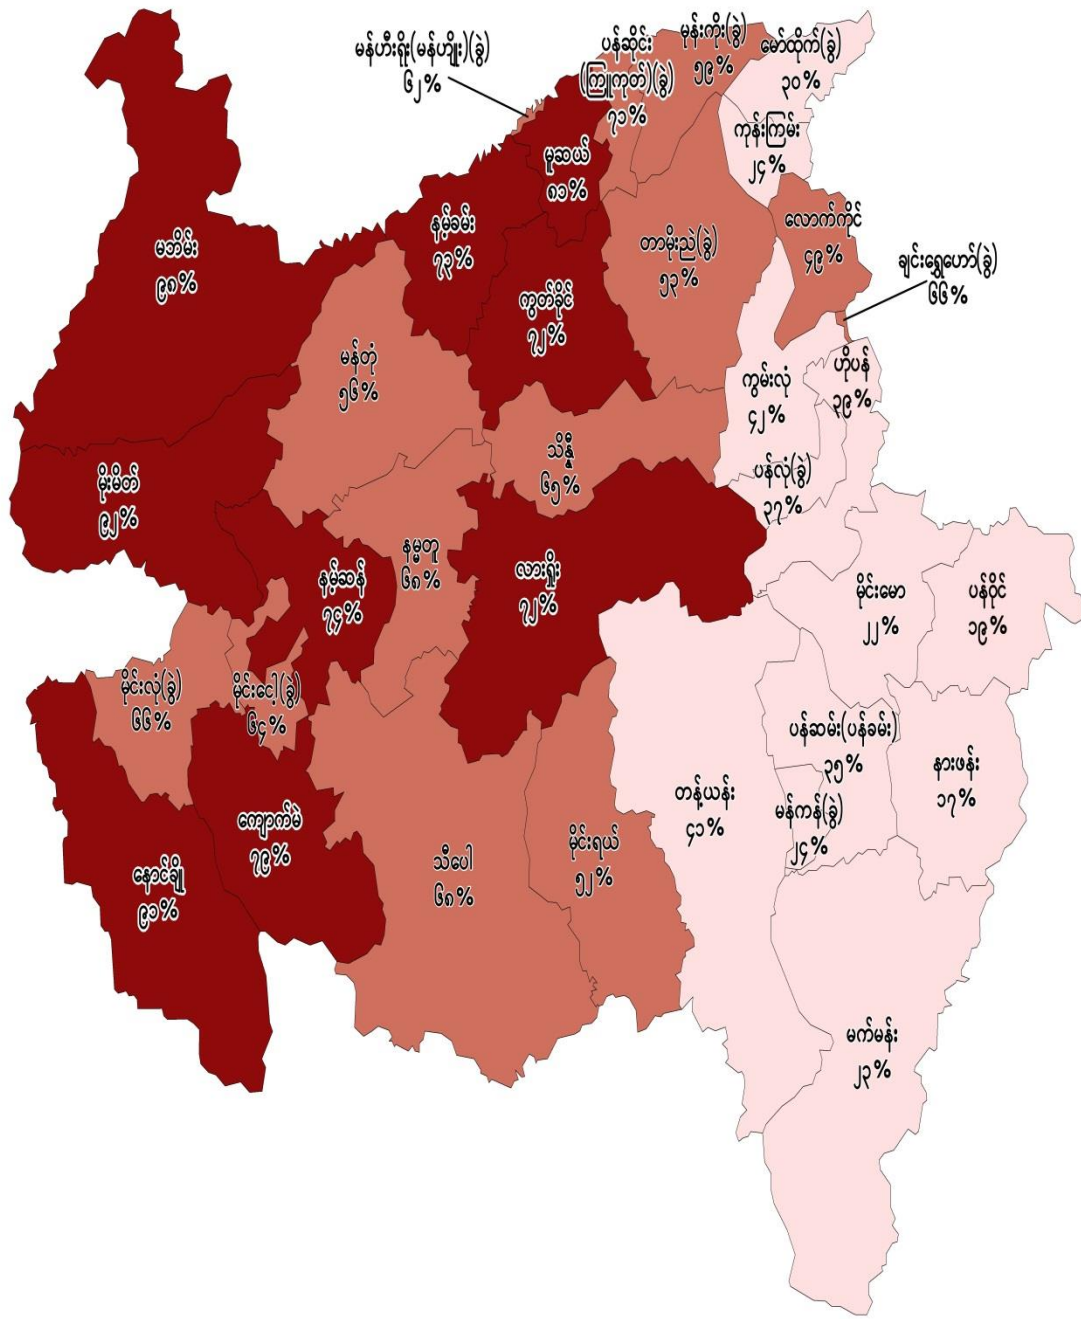 မန်ဟီးရိုး(မန်ဟျိုး)(ခွဲ)
၆၂%
ပန်ဆိုင်း
(ကြူကုတ်)(ခွဲ)
၇၁%
မုန်းကိုး(ခွဲ)
၅၉%
မော်ထိုက်(ခွဲ)
၃၀%
ကုန်းကြမ်း
၂၄%
မူဆယ်
၈၁%
နမ့်ခမ်း
၇၃%
မဘိမ်း
၉၈%
ကွတ်ခိုင်
၇၂%
တာမိုးညဲ(ခွဲ)
၅၃%
လောက်ကိုင်
၄၉%
ချင်းရွှေဟော်(ခွဲ)
၆၆%
မန်တုံ
၅၆%
ကွမ်းလုံ
၄၂%
ဟိုပန်
၃၉%
သိန္နီ
၆၅%
ပန်လုံ(ခွဲ)
၃၇%
မိုးမိတ်
၉၂%
နမ့်ဆန်
၇၄%
နမ္မတူ
၆၈%
လားရှိုး
၇၂%
မိုင်းမော
၂၂%
ပန်ဝိုင်
၁၉%
မိုင်းလုံ(ခွဲ)
၆၆%
မိုင်းငေါ့(ခွဲ)
၆၄%
ပန်ဆမ်း(ပန်ခမ်း)
၃၅%
နားဖန်း
၁၇%
တန့်ယန်း
၄၁%
မန်ကန်(ခွဲ)
၂၄%
ကျောက်မဲ
၇၉%
သီပေါ
၆၈%
မိုင်းရယ်
၅၂%
နောင်ချို
၉၁%
မက်မန်း
၂၃%